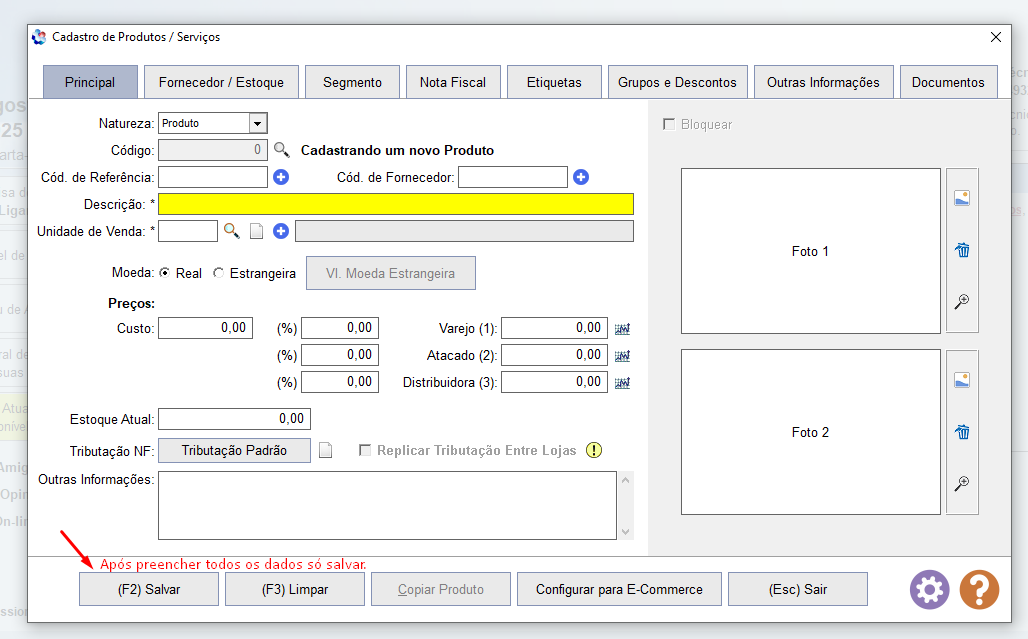 Cadastro de Produtos / Serviços
Principal
Fornecedor / Estoque
Segmento
Nota Fiscal
Etiquetas
Grupos e Descontos
Outras Informações
Documentos
Natureza: Produto
Bloquear
Código: 0 Cadastrando um novo Produto
Cód. de Referência: Cód. de Fornecedor:
Descrição: *
Unidade de Venda: *
Foto 1
Moeda: Real Estrangeira Vl. Moeda Estrangeira
Preços:
Custo: 0,00 (%) 0,00 Varejo (1): 0,00
(%) 0,00 Atacado (2): 0,00
(%) 0,00 Distribuidora (3): 0,00
Estoque Atual: 0,00
Foto 2
Tributação NF: Tributação Padrão Replicar Tributação Entre Lojas
Outras Informações:
Após preencher todos os dados só salvar.
(F2) Salvar
(F3) Limpar
Copiar Produto
Configurar para E-Commerce
(Esc) Sair